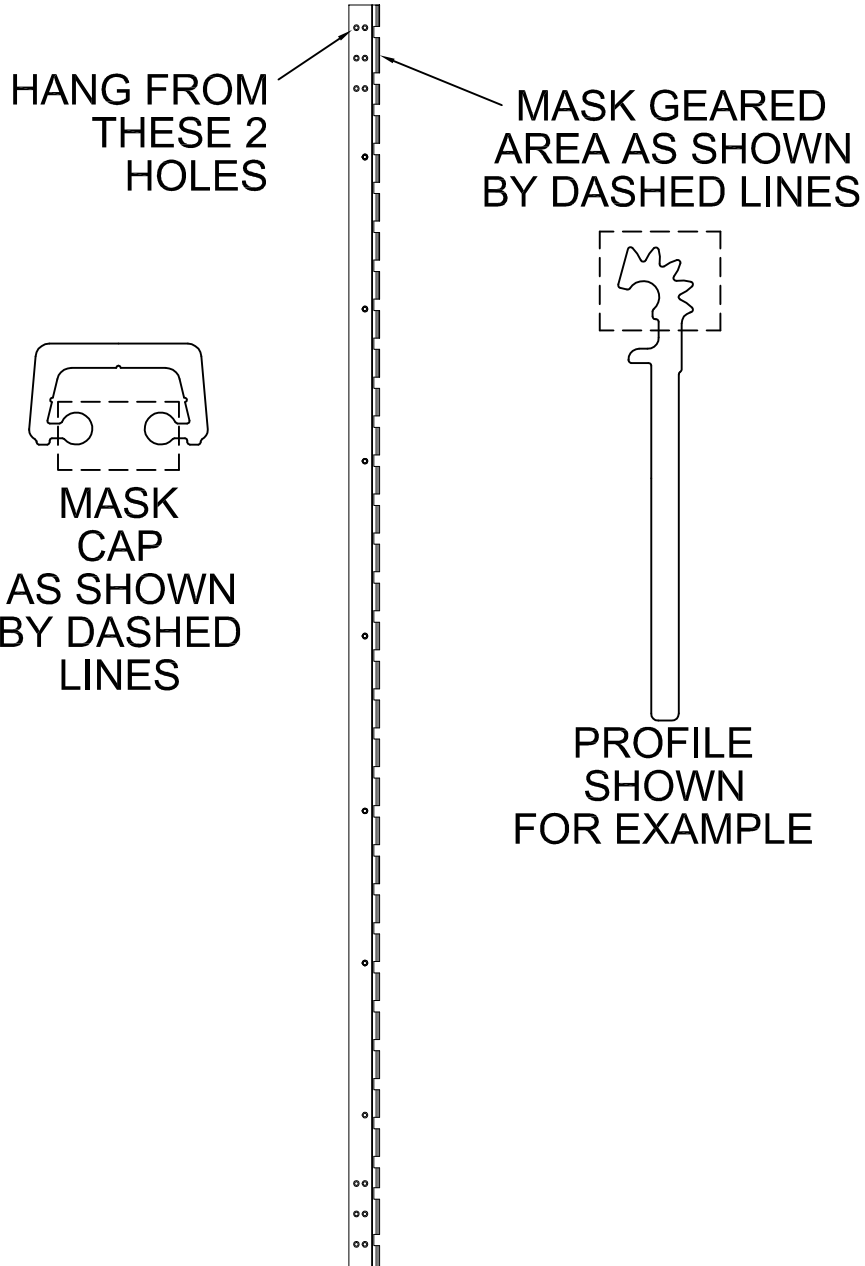 HANG FROM
THESE 2
HOLES
MASK GEARED
AREA AS SHOWN
BY DASHED LINES
MASK
CAP
AS SHOWN
BY DASHED
LINES
PROFILE
SHOWN
FOR EXAMPLE